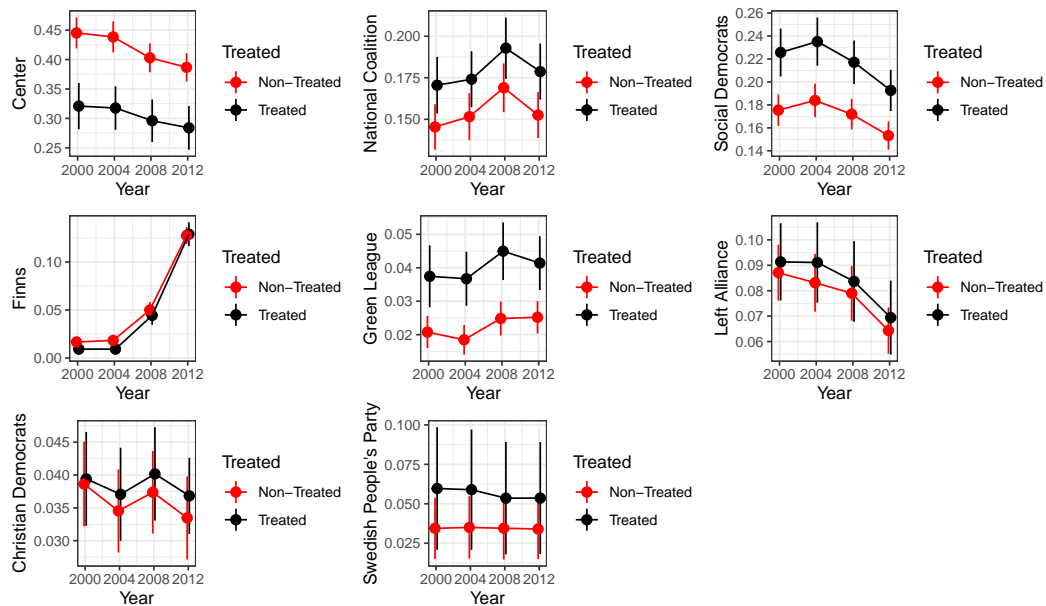 Center
0.45
0.40
0.35
0.30
0.25
2000 2004 2008 2012
Year
Treated
Non−Treated
Treated
National Coalition
0.200
0.175
0.150
2000 2004 2008 2012
Year
Treated
Non−Treated
Treated
Social Democrats
0.26
0.24
0.22
0.20
0.18
0.16
0.14
2000 2004 2008 2012
Year
Treated
Non−Treated
Treated
Finns
0.10
0.05
0.00
2000 2004 2008 2012
Year
Treated
Non−Treated
Treated
Green League
0.05
0.04
0.03
0.02
2000 2004 2008 2012
Year
Treated
Non−Treated
Treated
Left Alliance
0.10
0.09
0.08
0.07
0.06
2000 2004 2008 2012
Year
Treated
Non−Treated
Treated
Christian Democrats
0.045
0.040
0.035
0.030
2000 2004 2008 2012
Year
Treated
Non−Treated
Treated
Swedish People's Party
0.100
0.075
0.050
0.025
2000 2004 2008 2012
Year
Treated
Non−Treated
Treated